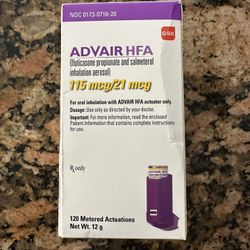 NDC 0173-0716-20
gsk
ADVAIR HFA
(fluticasone propionate and salmeterol
inhalation aerosol)
115 mcg/21 mcg
For oral inhalation with ADVAIR HFA actuator only.
Dosage: Use only as directed by your doctor.
Important: For more information, read the enclosed
Patient Information that contains complete instructions
for use.
ADVAIR HFA
℞ only
120 Metered Actuations
Net Wt. 12 g